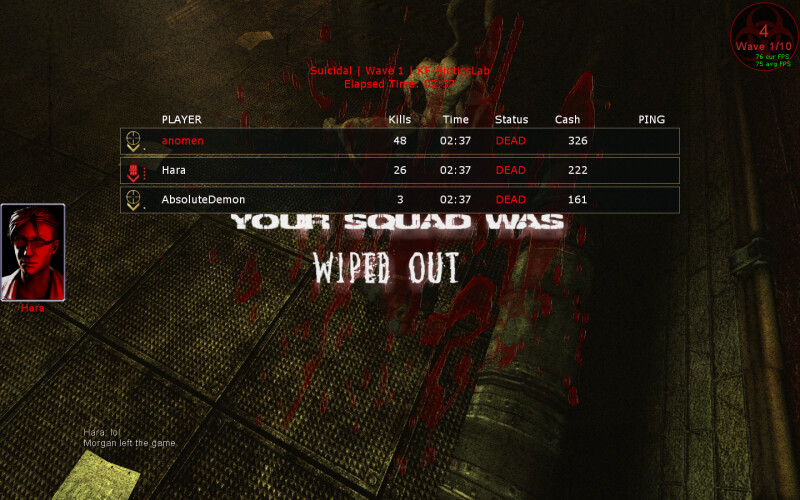 4
Wave 1/10
76 cur FPS
75 avg FPS
Suicidal | Wave 1 |
Elapsed Time: 02:37
PLAYER Kills Time Status Cash PING
anomen 48 02:37 DEAD 326
Hara 26 02:37 DEAD 222
AbsoluteDemon 3 02:37 DEAD 161
YOUR SQUAD WAS
WIPED OUT
Hara
Hara: lol
Morgan left the game.